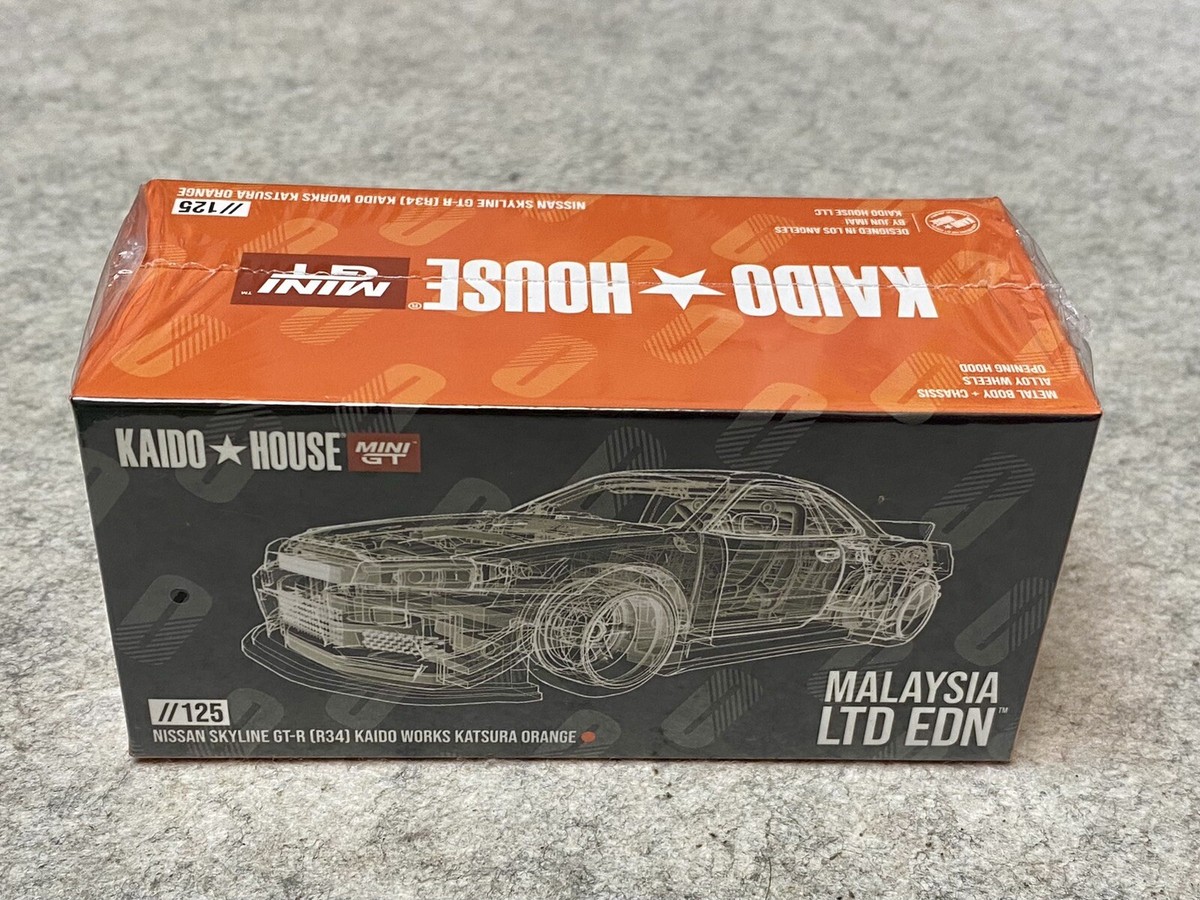 //125
NISSAN SKYLINE GT-R (R34) KAIDO WORKS KATSURA ORANGE
DESIGNED IN LOS ANGELES
BY JUN IMAI
KAIDO HOUSE LLC
KAIDO★HOUSE® MINI GT™
METAL BODY + CHASSIS
ALLOY WHEELS
OPENING HOOD
KAIDO★HOUSE MINI GT
MALAYSIA
LTD EDN™
//125
NISSAN SKYLINE GT-R (R34) KAIDO WORKS KATSURA ORANGE